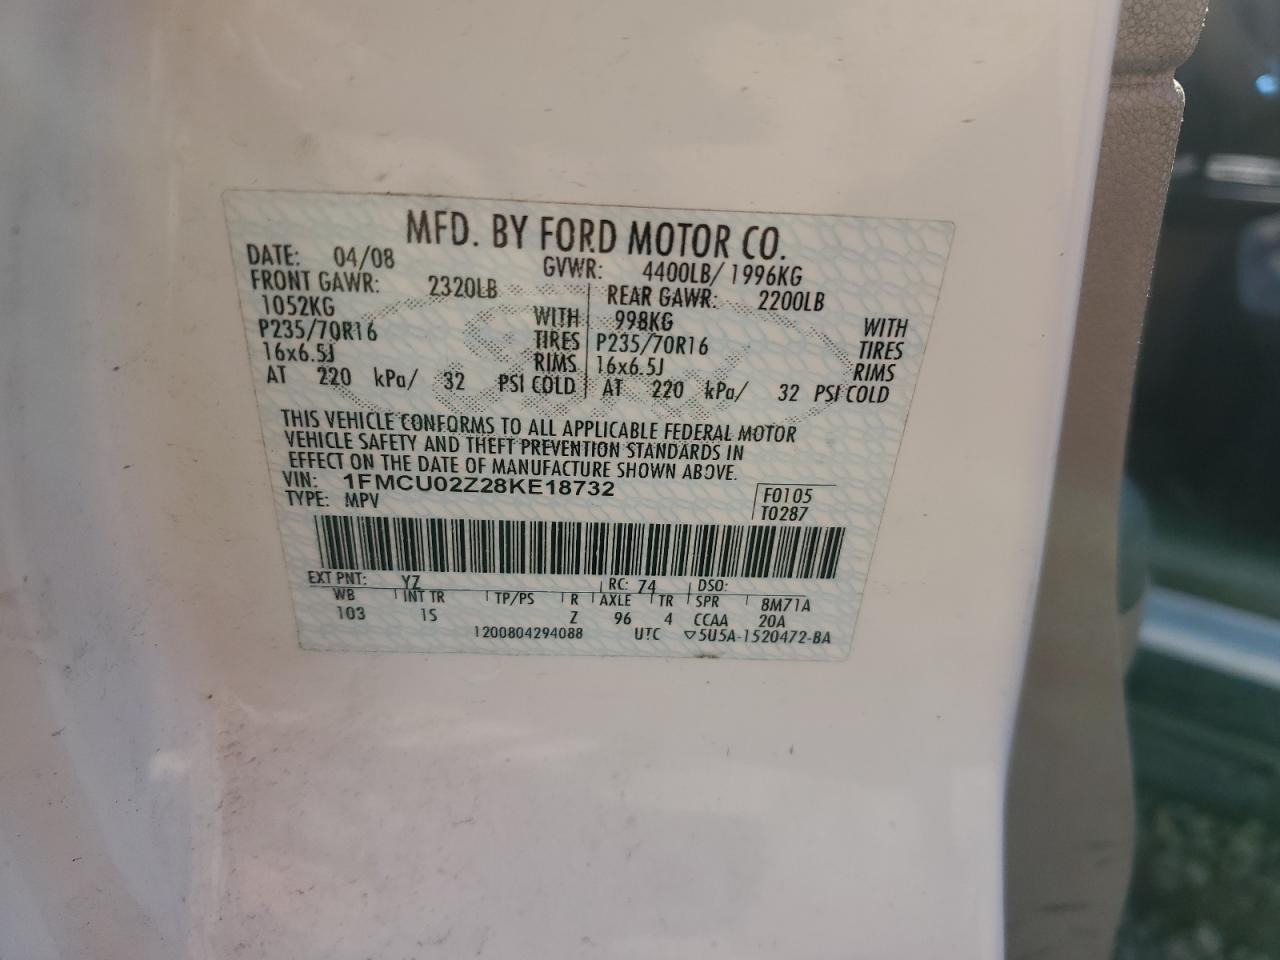 MFD. BY FORD MOTOR CO.
DATE: 04/08 GVWR: 4400LB/ 1996KG
FRONT GAWR: 2320LB REAR GAWR: 2200LB
1052KG WITH 998KG WITH
P235/70R16 TIRES P235/70R16 TIRES
16x6.5J RIMS 16x6.5J RIMS
AT 220 kPa/ 32 PSI COLD AT 220 kPa/ 32 PSI COLD
THIS VEHICLE CONFORMS TO ALL APPLICABLE FEDERAL MOTOR
VEHICLE SAFETY AND THEFT PREVENTION STANDARDS IN
EFFECT ON THE DATE OF MANUFACTURE SHOWN ABOVE.
VIN: 1FMCU02Z28KE18732 F0105
TYPE: MPV T0287
EXT PNT: YZ RC: 74 DSO:
WB INT TR TP/PS R AXLE TR SPR 8M71A
103 1S Z 96 4 CCAA 20A
1200804294088 UTC ▽5U5A-1520472-BA